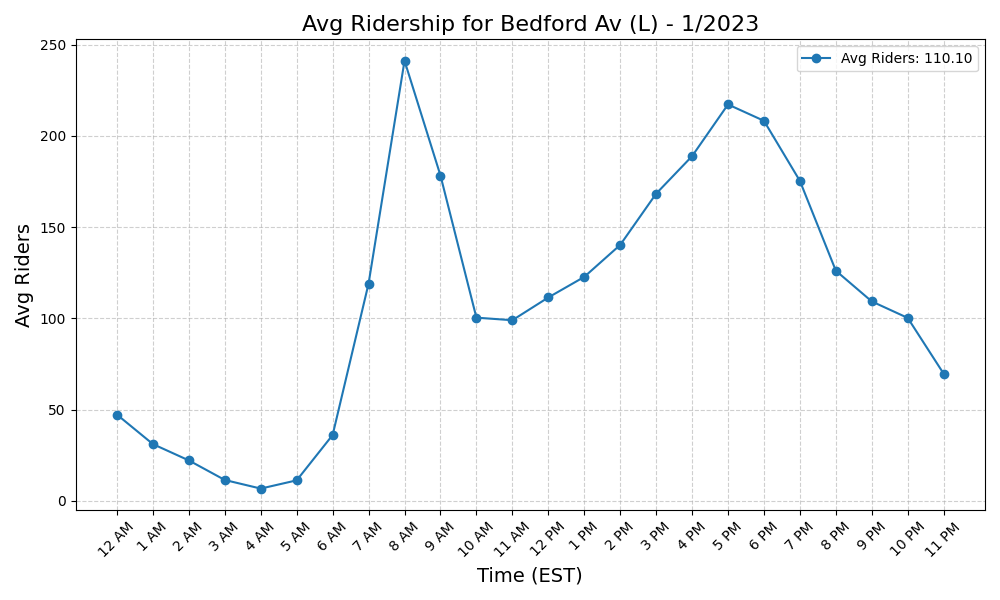 Avg Ridership for Bedford Av (L) - 1/2023
Avg Riders: 110.10
Avg Riders
250
200
150
100
50
0
12 AM
1 AM
2 AM
3 AM
4 AM
5 AM
6 AM
7 AM
8 AM
9 AM
10 AM
11 AM
12 PM
1 PM
2 PM
3 PM
4 PM
5 PM
6 PM
7 PM
8 PM
9 PM
10 PM
11 PM
Time (EST)